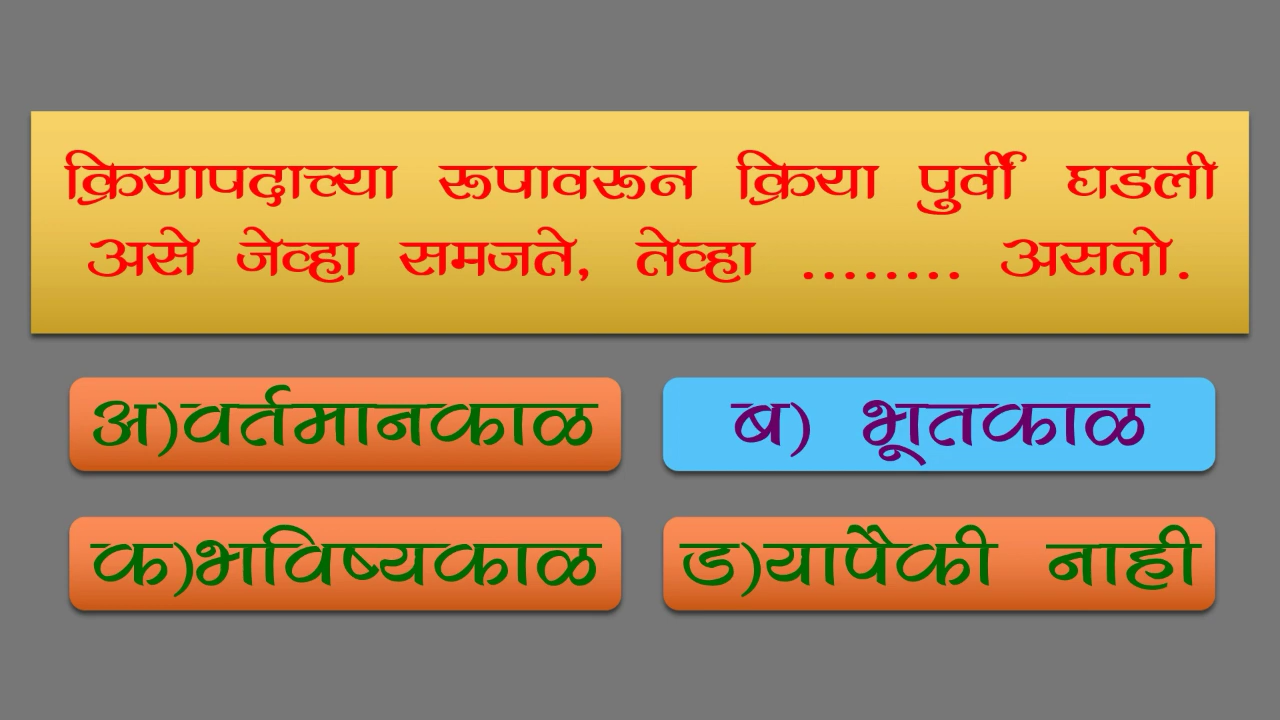 क्रियापदाच्या रूपावरून क्रिया पुर्वी घडली
असे जेव्हा समजते, तेव्हा ........ असतो.
अ)वर्तमानकाळ
ब) भूतकाळ
क)भविष्यकाळ
ड)यापैकी नाही